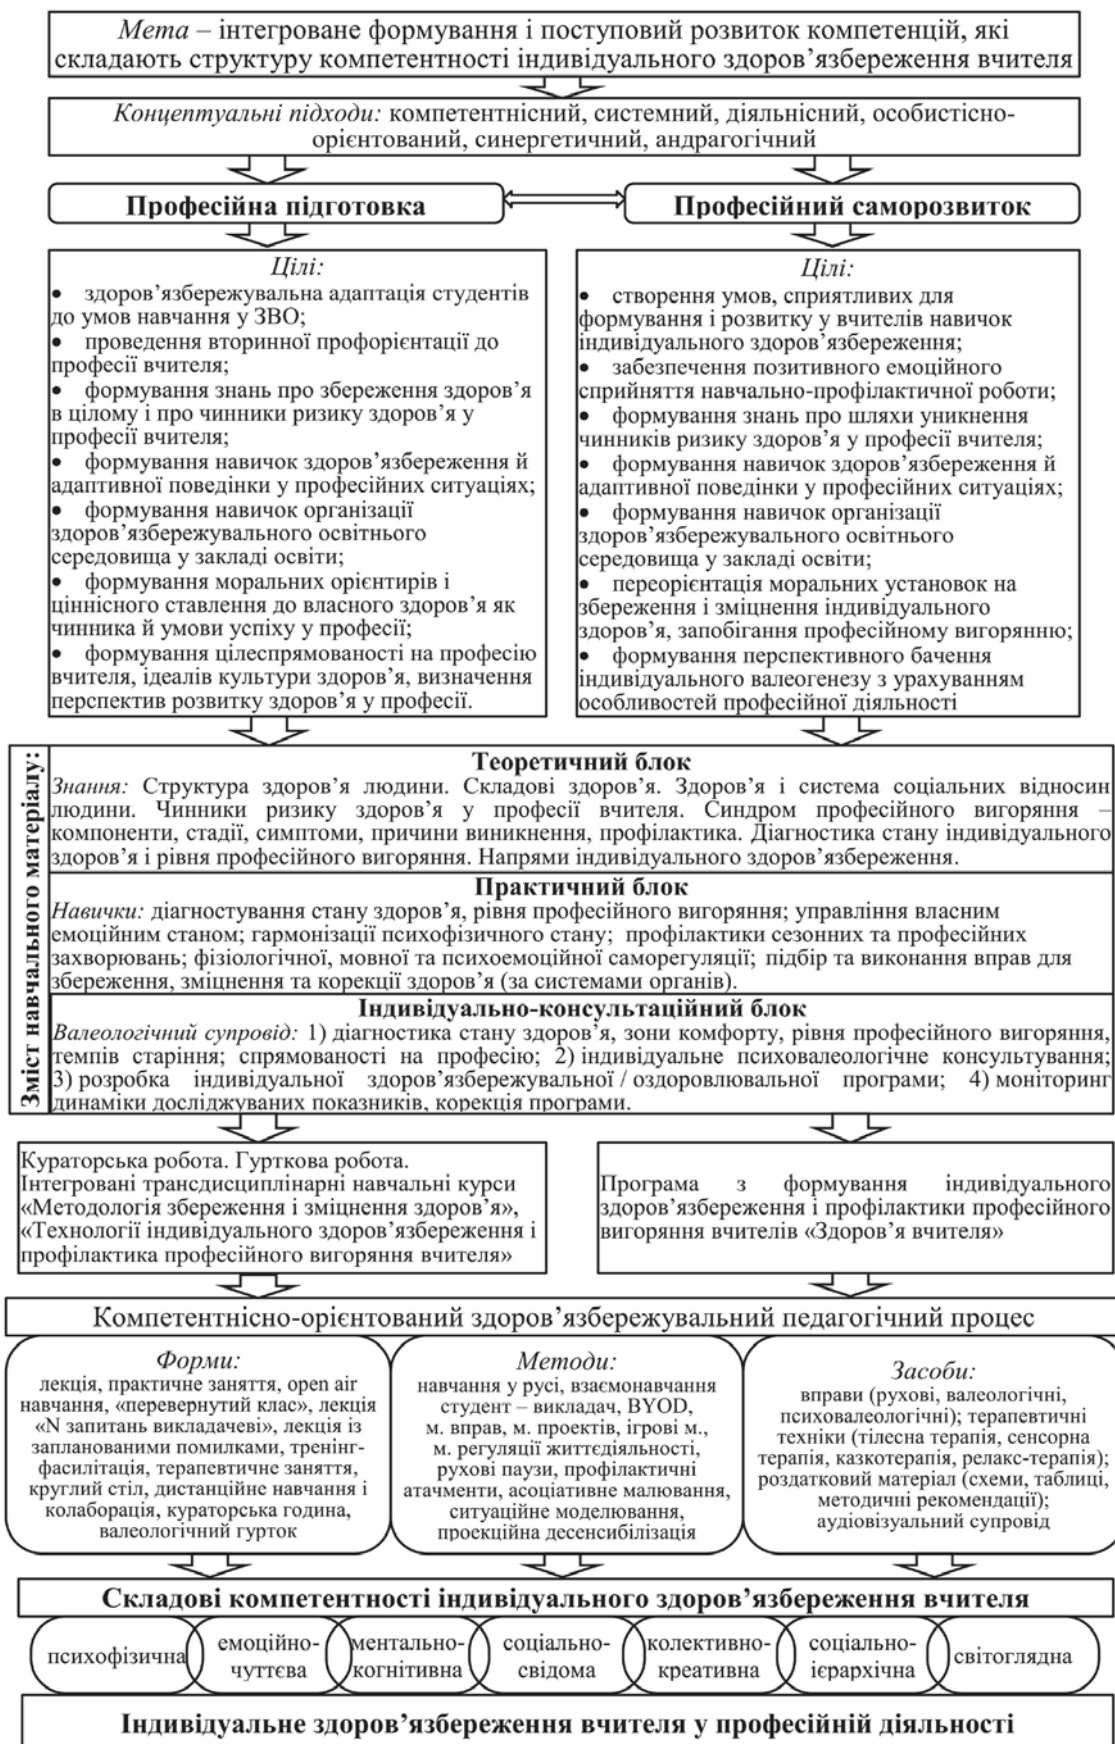 Мета – інтегроване формування і поступовий розвиток компетенцій, які
складають структуру компетентності індивідуального здоров’язбереження вчителя
Концептуальні підходи: компетентнісний, системний, діяльнісний, особистісно-
орієнтований, синергетичний, андрагогічний
Професійна підготовка
Професійний саморозвиток
Цілі:
• здоров’язбережувальна адаптація студентів
до умов навчання у ЗВО;
• проведення вторинної профорієнтації до
професії вчителя;
• формування знань про збереження здоров’я
в цілому і про чинники ризику здоров’я у
професії вчителя;
• формування навичок здоров’язбереження й
адаптивної поведінки у професійних ситуаціях;
• формування навичок організації
здоров’язбережувального освітнього
середовища у закладі освіти;
• формування моральних орієнтирів і
ціннісного ставлення до власного здоров’я як
чинника й умови успіху у професії;
• формування цілеспрямованості на професію
вчителя, ідеалів культури здоров’я, визначення
перспектив розвитку здоров’я у професії.
Цілі:
• створення умов, сприятливих для
формування і розвитку у вчителів навичок
індивідуального здоров’язбереження;
• забезпечення позитивного емоційного
сприйняття навчально-профілактичної роботи;
• формування знань про шляхи уникнення
чинників ризику здоров’я у професії вчителя;
• формування навичок здоров’язбереження й
адаптивної поведінки у професійних ситуаціях;
• формування навичок організації
здоров’язбережувального освітнього
середовища у закладі освіти;
• переорієнтація моральних установок на
збереження і зміцнення індивідуального
здоров’я, запобігання професійному вигорянню;
• формування перспективного бачення
індивідуального валеогенезу з урахуванням
особливостей професійної діяльності
Зміст навчального матеріалу:
Теоретичний блок
Знання: Структура здоров’я людини. Складові здоров’я. Здоров’я і система соціальних відносин
людини. Чинники ризику здоров’я у професії вчителя. Синдром професійного вигоряння –
компоненти, стадії, симптоми, причини виникнення, профілактика. Діагностика стану індивідуального
здоров’я і рівня професійного вигоряння. Напрями індивідуального здоров’язбереження.
Практичний блок
Навички: діагностування стану здоров’я, рівня професійного вигоряння; управління власним
емоційним станом; гармонізації психофізичного стану; профілактики сезонних та професійних
захворювань; фізіологічної, мовної та психоемоційної саморегуляції; підбір та виконання вправ для
збереження, зміцнення та корекції здоров’я (за системами органів).
Індивідуально-консультаційний блок
Валеологічний супровід: 1) діагностика стану здоров’я, зони комфорту, рівня професійного вигоряння,
темпів старіння; спрямованості на професію; 2) індивідуальне психовалеологічне консультування;
3) розробка індивідуальної здоров’язбережувальної / оздоровлювальної програми; 4) моніторинг
динаміки досліджуваних показників, корекція програми.
Кураторська робота. Гурткова робота.
Інтегровані трансдисциплінарні навчальні курси
«Методологія збереження і зміцнення здоров’я»,
«Технології індивідуального здоров’язбереження і
профілактика професійного вигоряння вчителя»
Програма з формування індивідуального
здоров’язбереження і профілактики професійного
вигоряння вчителів «Здоров’я вчителя»
Компетентнісно-орієнтований здоров’язбережувальний педагогічний процес
Форми:
лекція, практичне заняття, open air
навчання, «перевернутий клас», лекція
«N запитань викладачеві», лекція із
запланованими помилками, тренінг-
фасилітація, терапевтичне заняття,
круглий стіл, дистанційне навчання і
колаборація, кураторська година,
валеологічний гурток
Методи:
навчання у русі, взаємонавчання
студент – викладач, BYOD,
м. вправ, м. проектів, ігрові м.,
м. регуляції життєдіяльності,
рухові паузи, профілактичні
атачменти, асоціативне малювання,
ситуаційне моделювання,
проекційна десенсибілізація
Засоби:
вправи (рухові, валеологічні,
психовалеологічні); терапевтичні
техніки (тілесна терапія, сенсорна
терапія, казкотерапія, релакс-терапія);
роздатковий матеріал (схеми, таблиці,
методичні рекомендації);
аудіовізуальний супровід
Складові компетентності індивідуального здоров’язбереження вчителя
психофізична
емоційно-
чуттєва
ментально-
когнітивна
соціально-
свідома
колективно-
креативна
соціально-
ієрархічна
світоглядна
Індивідуальне здоров’язбереження вчителя у професійній діяльності